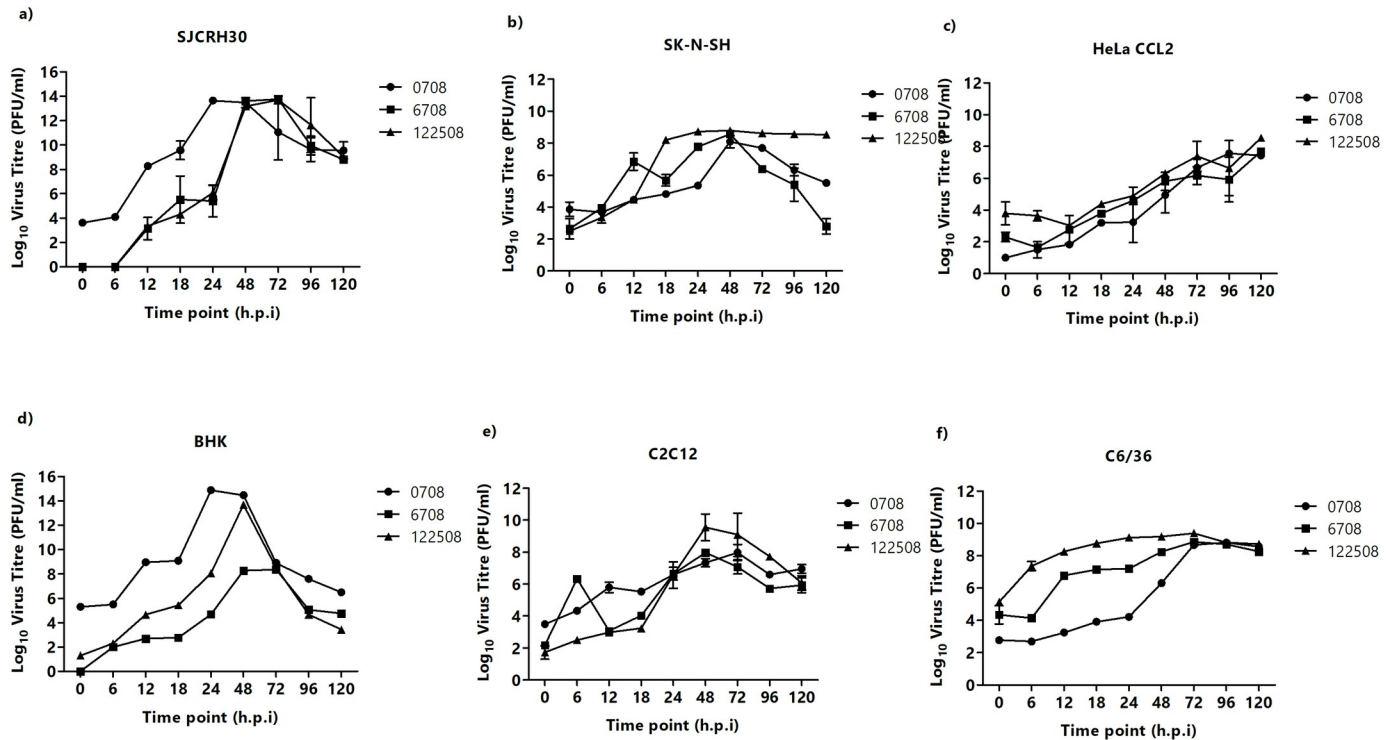 a)
SJCRH30
Log10 Virus Titre (PFU/ml)
16
14
12
10
8
6
4
2
0
0 6 12 18 24 48 72 96 120
Time point (h.p.i)
0708
6708
122508
b)
SK-N-SH
Log10 Virus Titre (PFU/ml)
12
10
8
6
4
2
0
0 6 12 18 24 48 72 96 120
Time point (h.p.i)
0708
6708
122508
c)
HeLa CCL2
Log10 Virus Titre (PFU/ml)
12
10
8
6
4
2
0
0 6 12 18 24 48 72 96 120
Time point (h.p.i)
0708
6708
122508
d)
BHK
Log10 Virus Titre (PFU/ml)
16
14
12
10
8
6
4
2
0
0 6 12 18 24 48 72 96 120
Time point (h.p.i)
0708
6708
122508
e)
C2C12
Log10 Virus Titre (PFU/ml)
12
10
8
6
4
2
0
0 6 12 18 24 48 72 96 120
Time point (h.p.i)
0708
6708
122508
f)
C6/36
Log10 Virus Titre (PFU/ml)
12
10
8
6
4
2
0
0 6 12 18 24 48 72 96 120
Time point (h.p.i)
0708
6708
122508